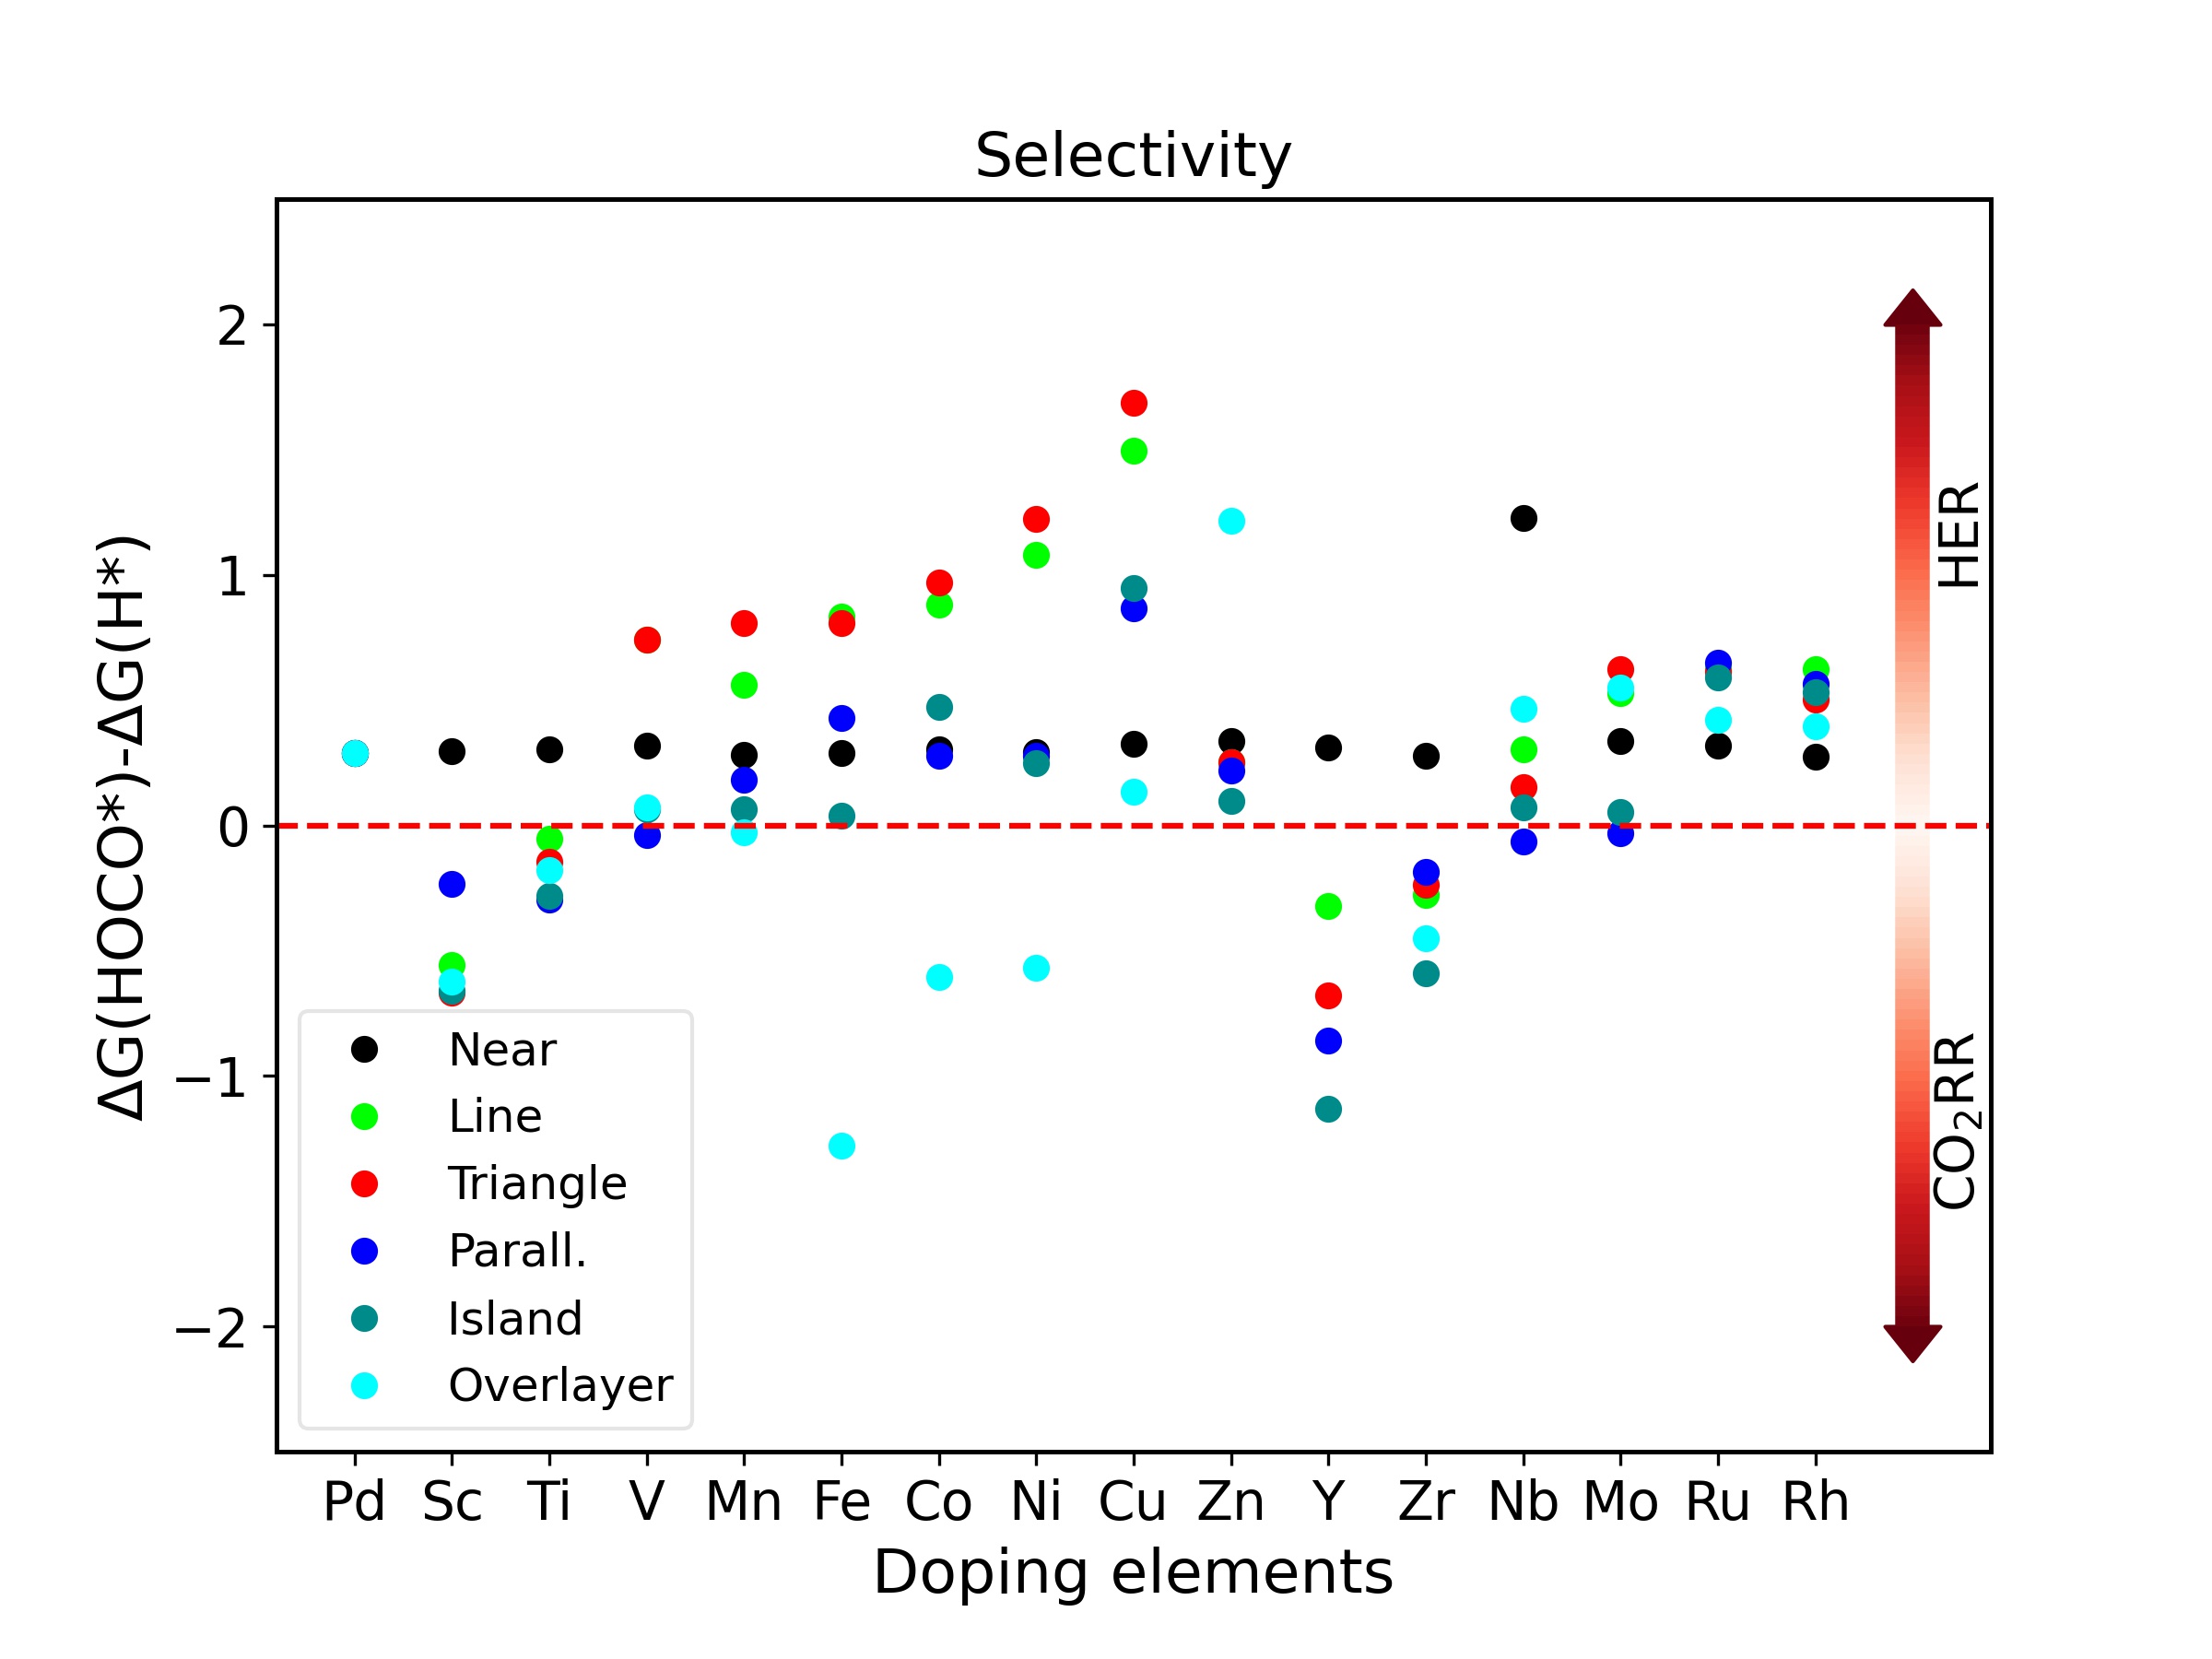 Selectivity
ΔG(HOCO*)-ΔG(H*)
2
1
0
−1
−2
HER
CO₂RR
Near
Line
Triangle
Parall.
Island
Overlayer
Pd Sc Ti V Mn Fe Co Ni Cu Zn Y Zr Nb Mo Ru Rh
Doping elements